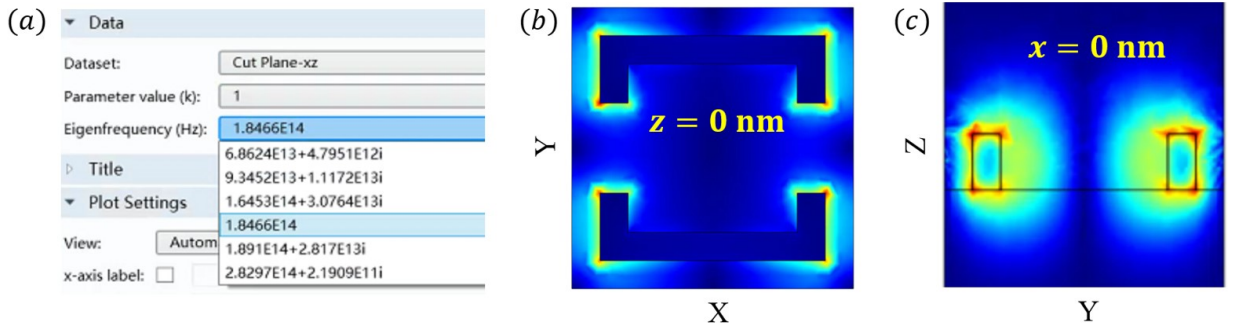 (a)
Data
Dataset: Cut Plane-xz
Parameter value (k): 1
Eigenfrequency (Hz): 1.8466E14
6.8624E13+4.7951E12i
9.3452E13+1.1172E13i
Title
1.6453E14+3.0764E13i
Plot Settings
1.8466E14
View: Autom
1.891E14+2.817E13i
x-axis label:
2.8297E14+2.1909E11i
(b)
z = 0 nm
Y
X
(c)
x = 0 nm
Z
Y